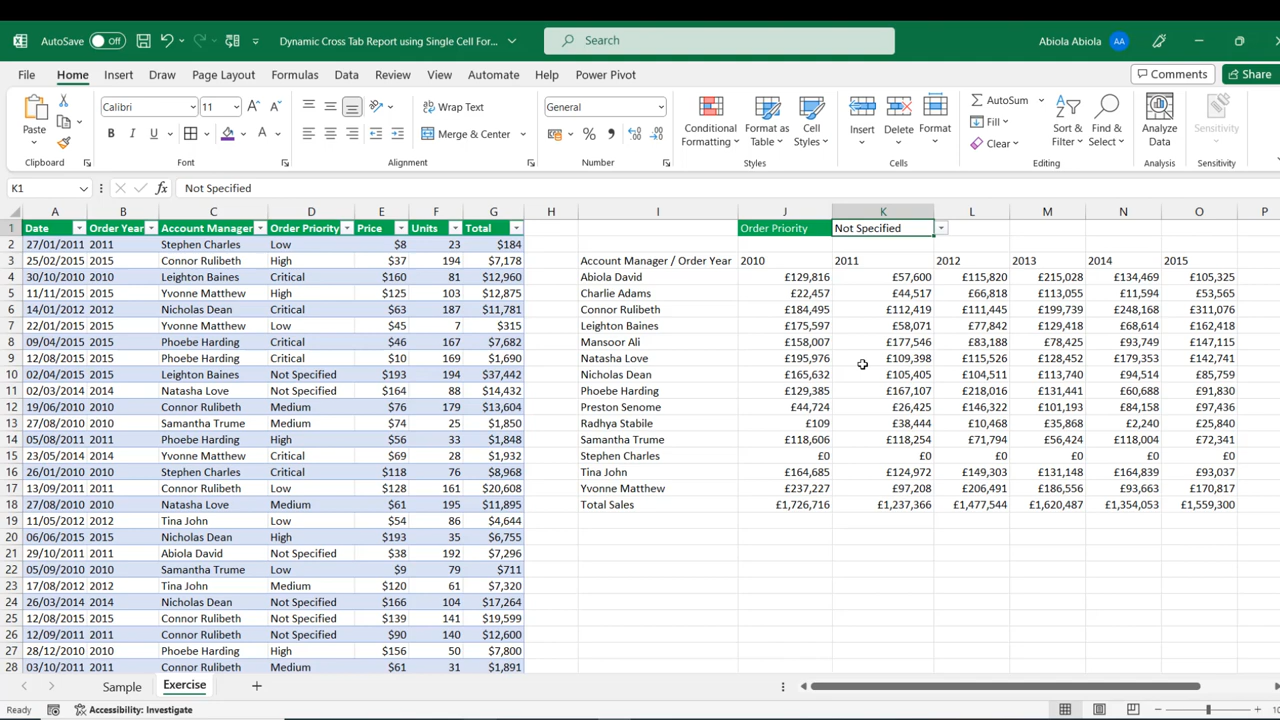 AutoSave Off Dynamic Cross Tab Report using Single Cell For... Search Abiola Abiola AA
File Home Insert Draw Page Layout Formulas Data Review View Automate Help Power Pivot Comments Share
Calibri 11 Wrap Text General AutoSum
Paste Merge & Center Conditional Formatting Format as Table Cell Styles Insert Delete Format Fill Sort & Filter Find & Select Analyze Data Sensitivity
Clear
Clipboard Font Alignment Number Styles Cells Editing Analysis Sensitivity
K1 fx Not Specified
A B C D E F G H I J K L M N O P
1 Date Order Year Account Manager Order Priority Price Units Total Order Priority Not Specified
2 27/01/2011 2011 Stephen Charles Low $8 23 $184
3 25/02/2015 2015 Connor Rulibeth High $37 194 $7,178 Account Manager / Order Year 2010 2011 2012 2013 2014 2015
4 30/10/2010 2010 Leighton Baines Critical $160 81 $12,960 Abiola David £129,816 £57,600 £115,820 £215,028 £134,469 £105,325
5 11/11/2015 2015 Yvonne Matthew High $125 103 $12,875 Charlie Adams £22,457 £44,517 £66,818 £113,055 £11,594 £53,565
6 14/01/2012 2012 Nicholas Dean Critical $63 187 $11,781 Connor Rulibeth £184,495 £112,419 £111,445 £199,739 £248,168 £311,076
7 22/01/2015 2015 Yvonne Matthew Low $45 7 $315 Leighton Baines £175,597 £58,071 £77,842 £129,418 £68,614 £162,418
8 09/04/2015 2015 Phoebe Harding Critical $46 167 $7,682 Mansoor Ali £158,007 £177,546 £83,188 £78,425 £93,749 £147,115
9 12/08/2015 2015 Phoebe Harding Critical $10 169 $1,690 Natasha Love £195,976 £109,398 £115,526 £128,452 £179,353 £142,741
10 02/02/2015 2015 Leighton Baines Not Specified $193 194 $37,442 Nicholas Dean £165,632 £105,405 £104,511 £113,740 £94,514 £85,759
11 02/03/2014 2014 Natasha Love Not Specified $164 88 $14,432 Phoebe Harding £129,385 £167,107 £218,016 £131,441 £60,688 £91,830
12 19/06/2010 2010 Connor Rulibeth Medium $76 179 $13,604 Preston Senome £44,724 £26,425 £146,322 £101,193 £84,158 £97,436
13 27/08/2010 2010 Samantha Trume Medium $74 25 $1,850 Radhya Stabile £109 £38,444 £10,468 £35,868 £2,240 £25,840
14 05/08/2011 2011 Phoebe Harding High $56 33 $1,848 Samantha Trume £118,606 £118,254 £71,794 £56,424 £118,004 £72,341
15 23/05/2014 2014 Yvonne Matthew Critical $69 28 $1,932 Stephen Charles £0 £0 £0 £0 £0 £0
16 26/01/2010 2010 Stephen Charles Critical $118 76 $8,968 Tina John £164,685 £124,972 £149,303 £131,148 £164,839 £93,037
17 13/09/2011 2011 Connor Rulibeth Low $128 161 $20,608 Yvonne Matthew £237,227 £97,208 £206,491 £186,556 £93,663 £170,817
18 27/08/2010 2010 Natasha Love Medium $61 195 $11,895 Total Sales £1,726,716 £1,237,366 £1,477,544 £1,620,487 £1,354,053 £1,559,300
19 11/05/2012 2012 Tina John Low $54 86 $4,644
20 06/06/2015 2015 Nicholas Dean High $193 35 $6,755
21 29/10/2011 2011 Abiola David Not Specified $38 192 $7,296
22 05/09/2010 2010 Samantha Trume Low $9 79 $711
23 17/08/2012 2012 Tina John Medium $120 61 $7,320
24 26/03/2014 2014 Nicholas Dean Not Specified $166 104 $17,264
25 12/08/2015 2015 Connor Rulibeth Not Specified $139 141 $19,599
26 12/09/2011 2011 Connor Rulibeth Not Specified $90 140 $12,600
27 28/12/2010 2010 Phoebe Harding High $156 50 $7,800
28 03/10/2011 2011 Connor Rulibeth Medium $61 31 $1,891
Sample Exercise
Ready Accessibility: Investigate 10